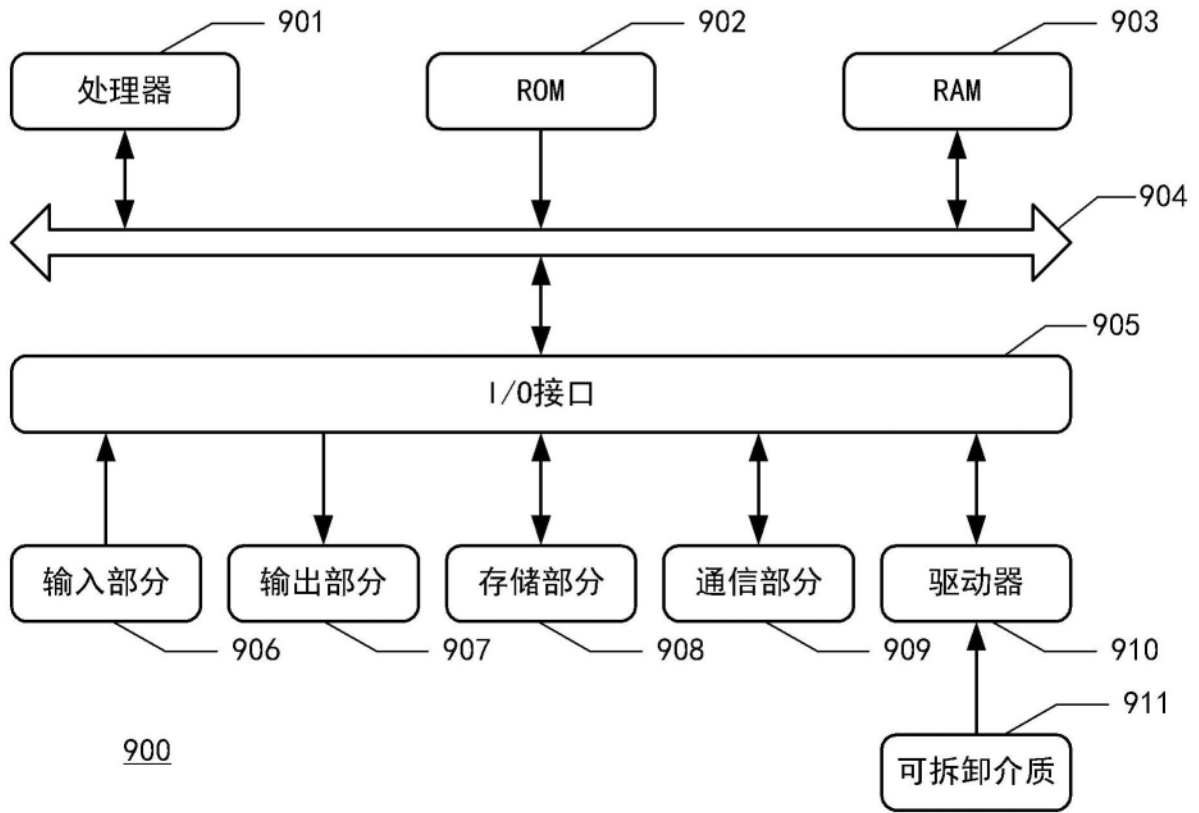 901
902
903
处理器
ROM
RAM
904
905
I/O接口
输入部分
输出部分
存储部分
通信部分
驱动器
906
907
908
909
910
911
900
可拆卸介质